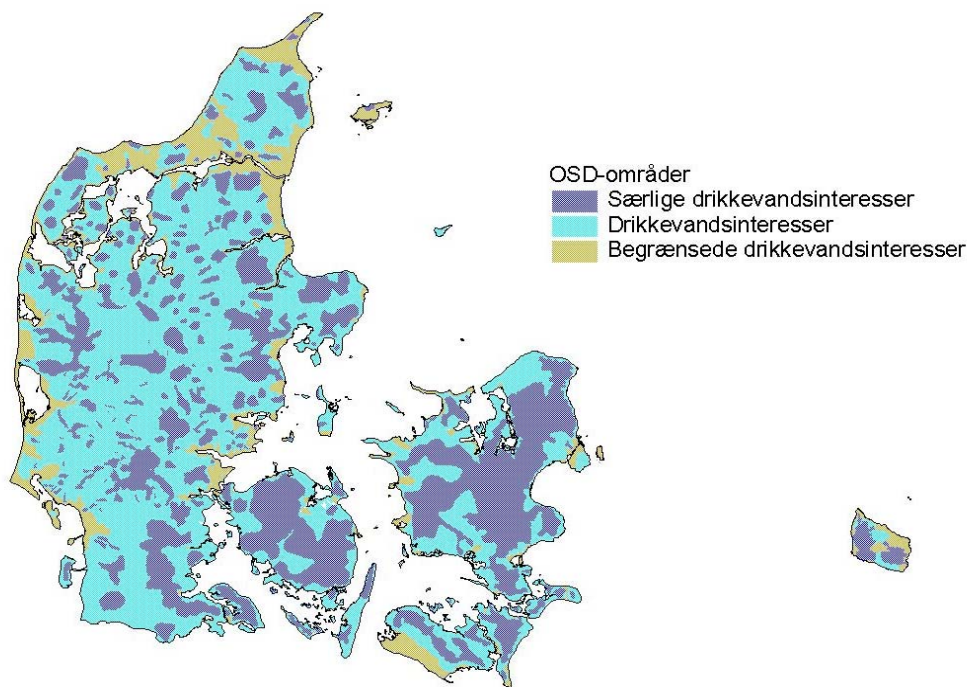 OSD-områder
Særlige drikkevandsinteresser
Drikkevandsinteresser
Begrænsede drikkevandsinteresser